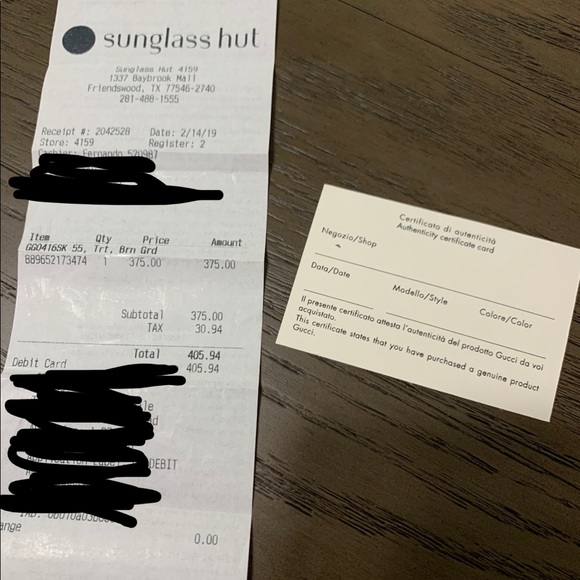 sunglass hut
Sunglass Hut 4159
1337 Baybrook Mall
Friendswood, TX 77546-2740
281-488-1555
Receipt #: 2042528 Date: 2/14/19
Store: 4159 Register: 2
Cashier: Fernando 520987
Item Qty Price Amount
GG0416SK 55, Trt, Brn Grd
889652173474 1 375.00 375.00
Subtotal 375.00
TAX 30.94
Total 405.94
Debit Card 405.94
DEBIT
0.00
Certificato di autenticità
Authenticity certificate card
Negozio/Shop
Data/Date Modello/Style Colore/Color
Il presente certificato attesta l'autenticità del prodotto Gucci da voi
acquistato.
This certificate states that you have purchased a genuine product
Gucci.